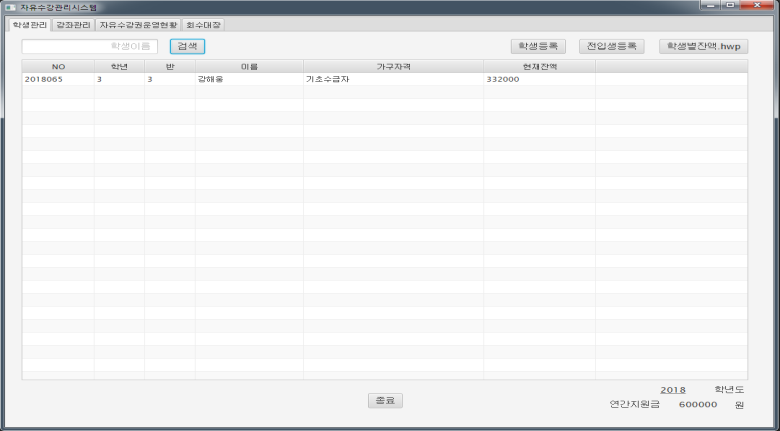 자유수강관리시스템
학생관리 강좌관리 자유수강권운영현황 회수대장
학생이름 검색 학생등록 전입생등록 학생별잔액.hwp
NO 학년 반 이름 가구자격 현재잔액
2018065 3 3 강해웅 기초수급자 332000
2018 학년도
종료
연간지원금 600000 원